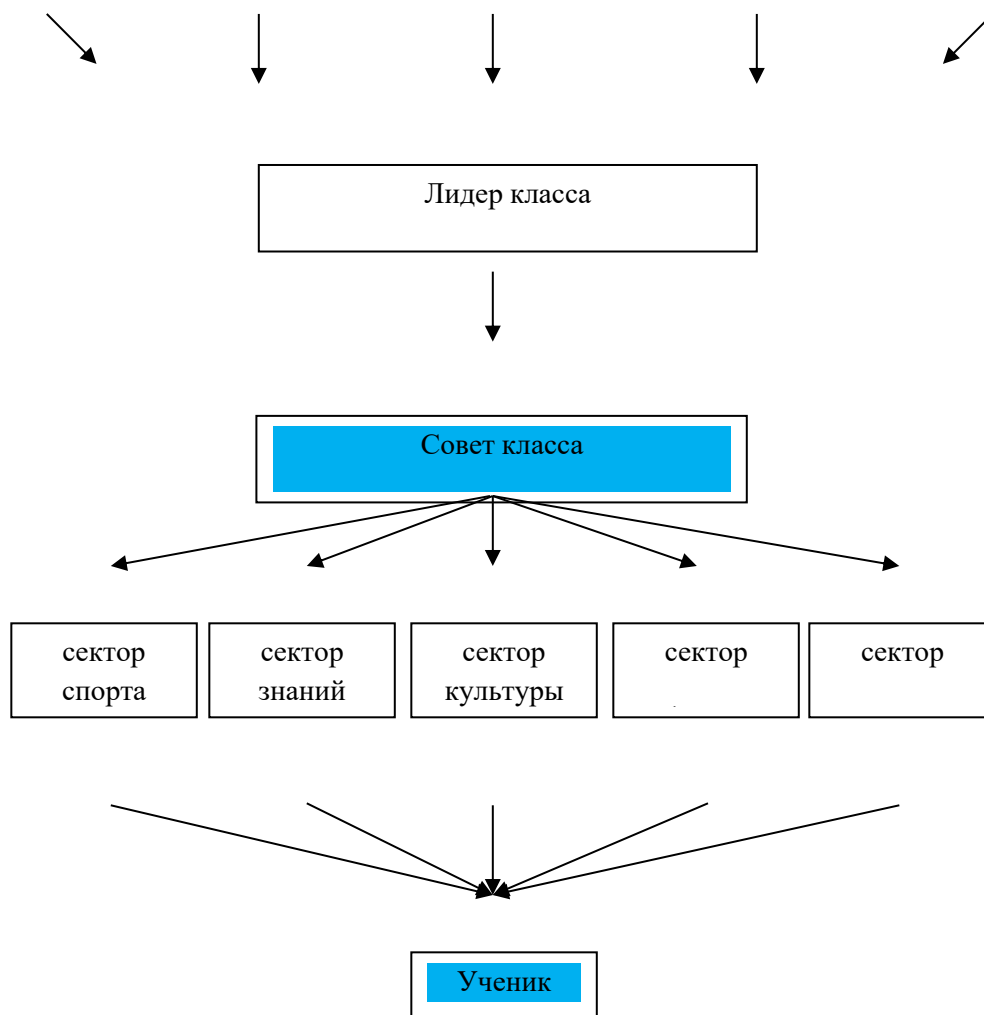 Лидер класса
Совет класса
сектор
спорта
сектор
знаний
сектор
культуры
сектор
сектор
Ученик